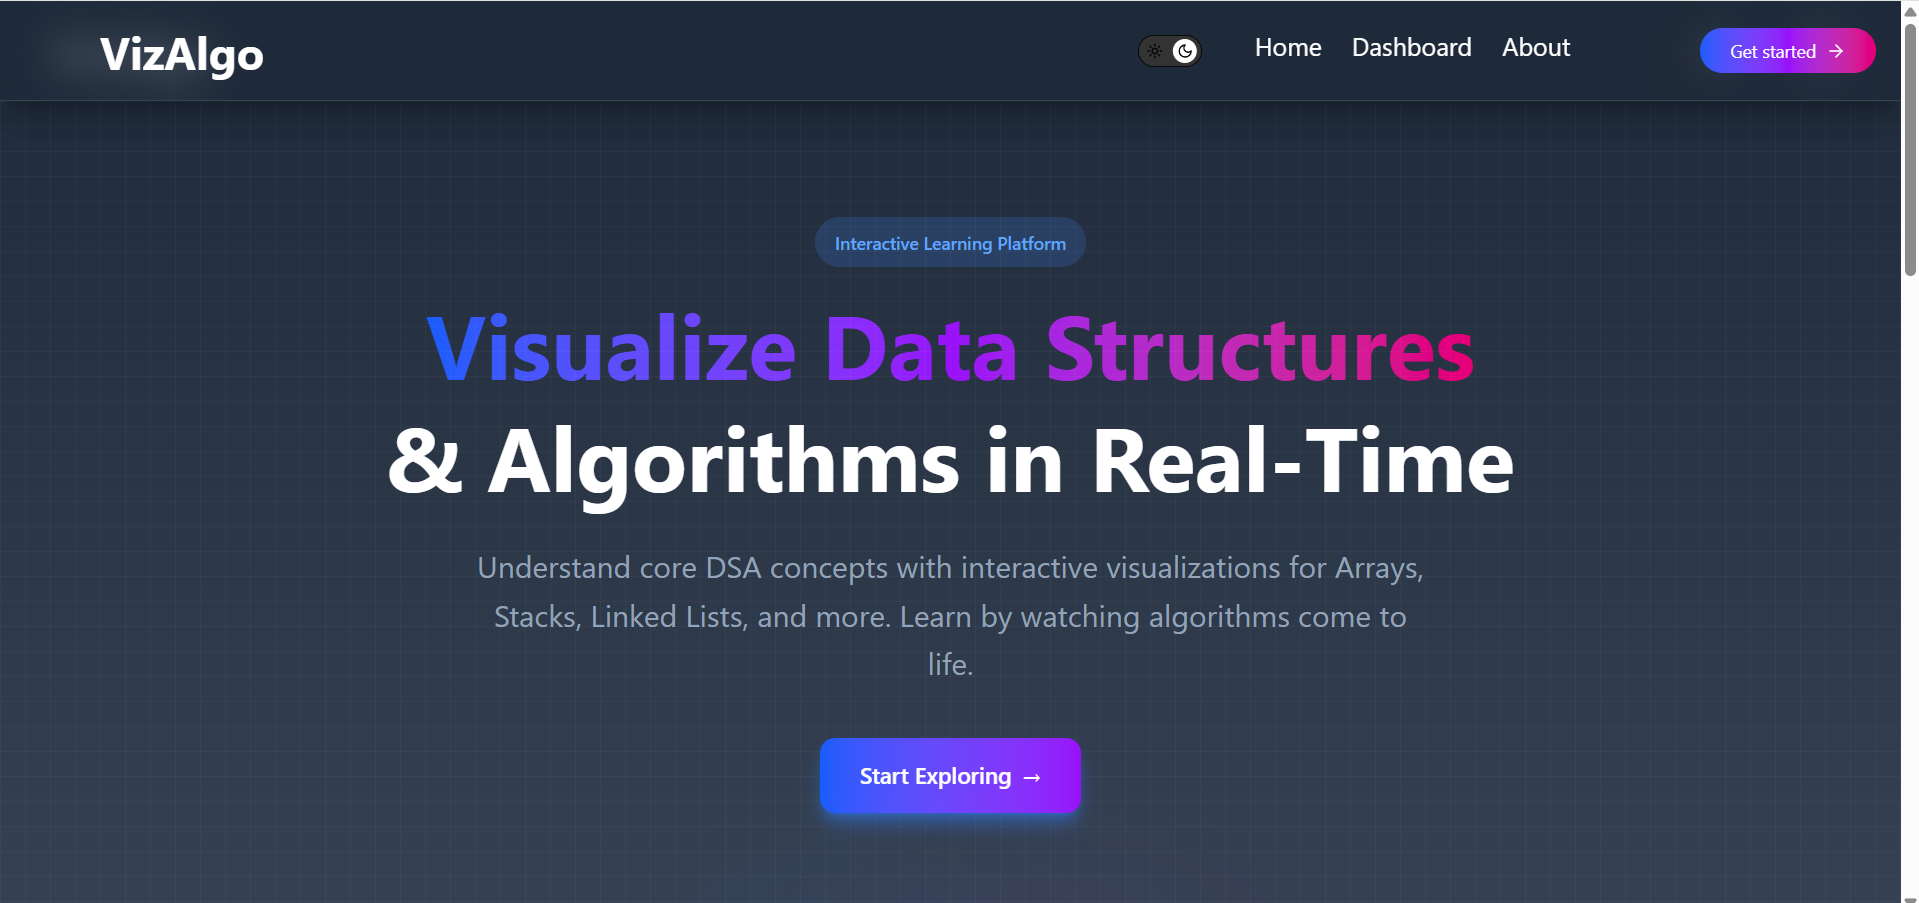 VizAlgo
Home Dashboard About
Get started →
Interactive Learning Platform
Visualize Data Structures
& Algorithms in Real-Time
Understand core DSA concepts with interactive visualizations for Arrays,
Stacks, Linked Lists, and more. Learn by watching algorithms come to
life.
Start Exploring →